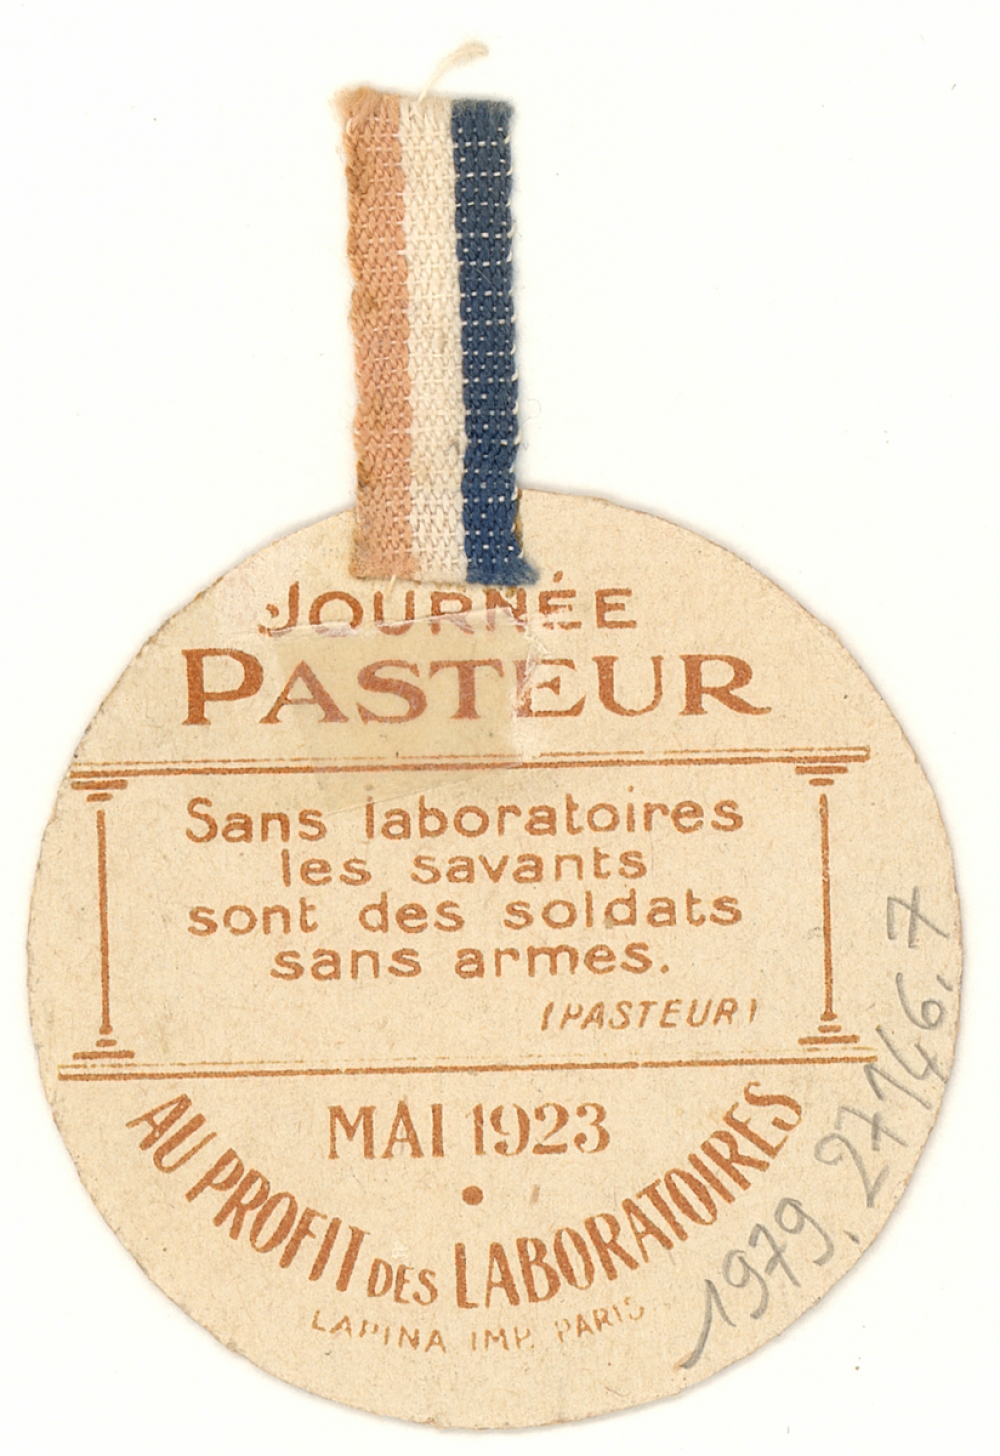 JOURNÉE
PASTEUR
Sans laboratoires
les savants
sont des soldats
sans armes.
(PASTEUR)
MAI 1923
AU PROFIT DES LABORATOIRES
LAPINA IMP. PARIS
1979.27146.7